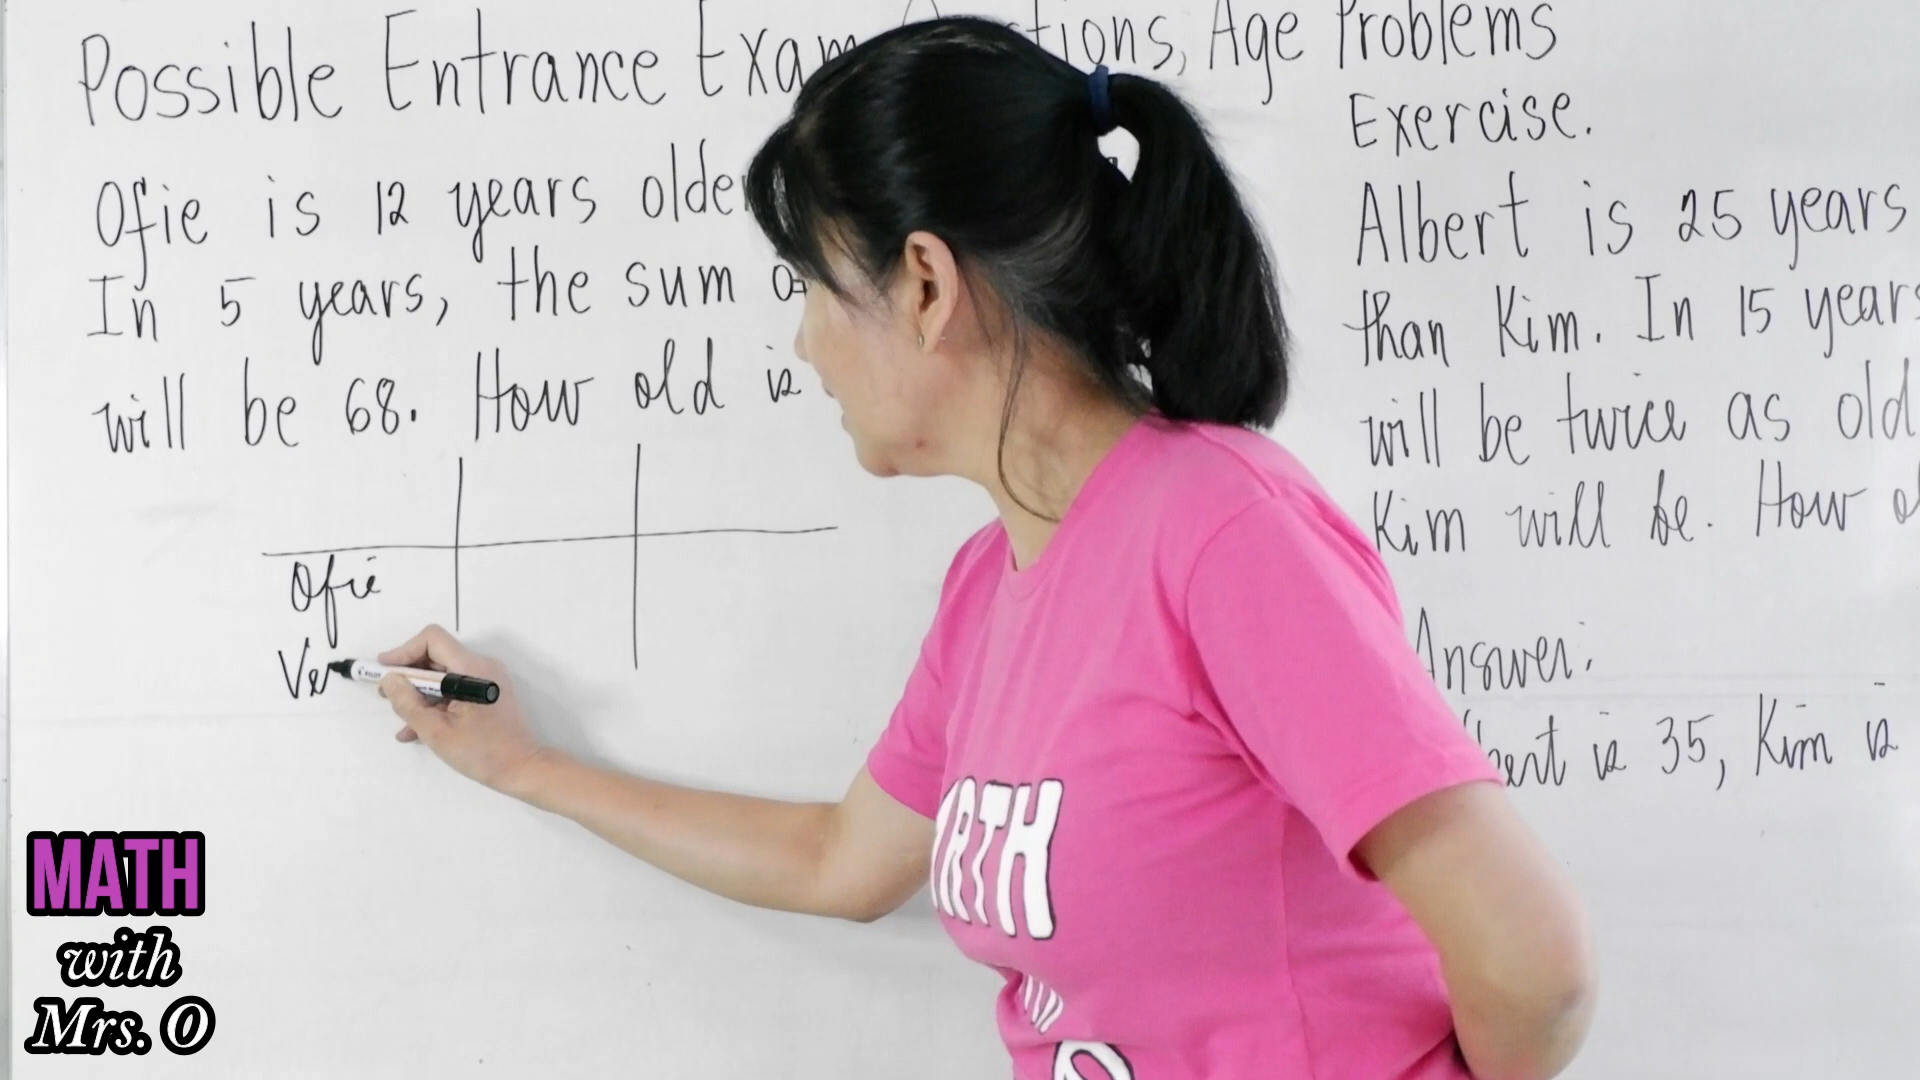 Possible Entrance Exam Age Problems
Ofie is 12 years older
In 5 years, the sum
will be 68. How old is
Ofie
Ve
Exercise.
Albert is 25 years
than Kim. In 15 years
will be twice as old
Kim will be. How
Answer:
is 35, Kim is
MATH
MATH
with
Mrs. O